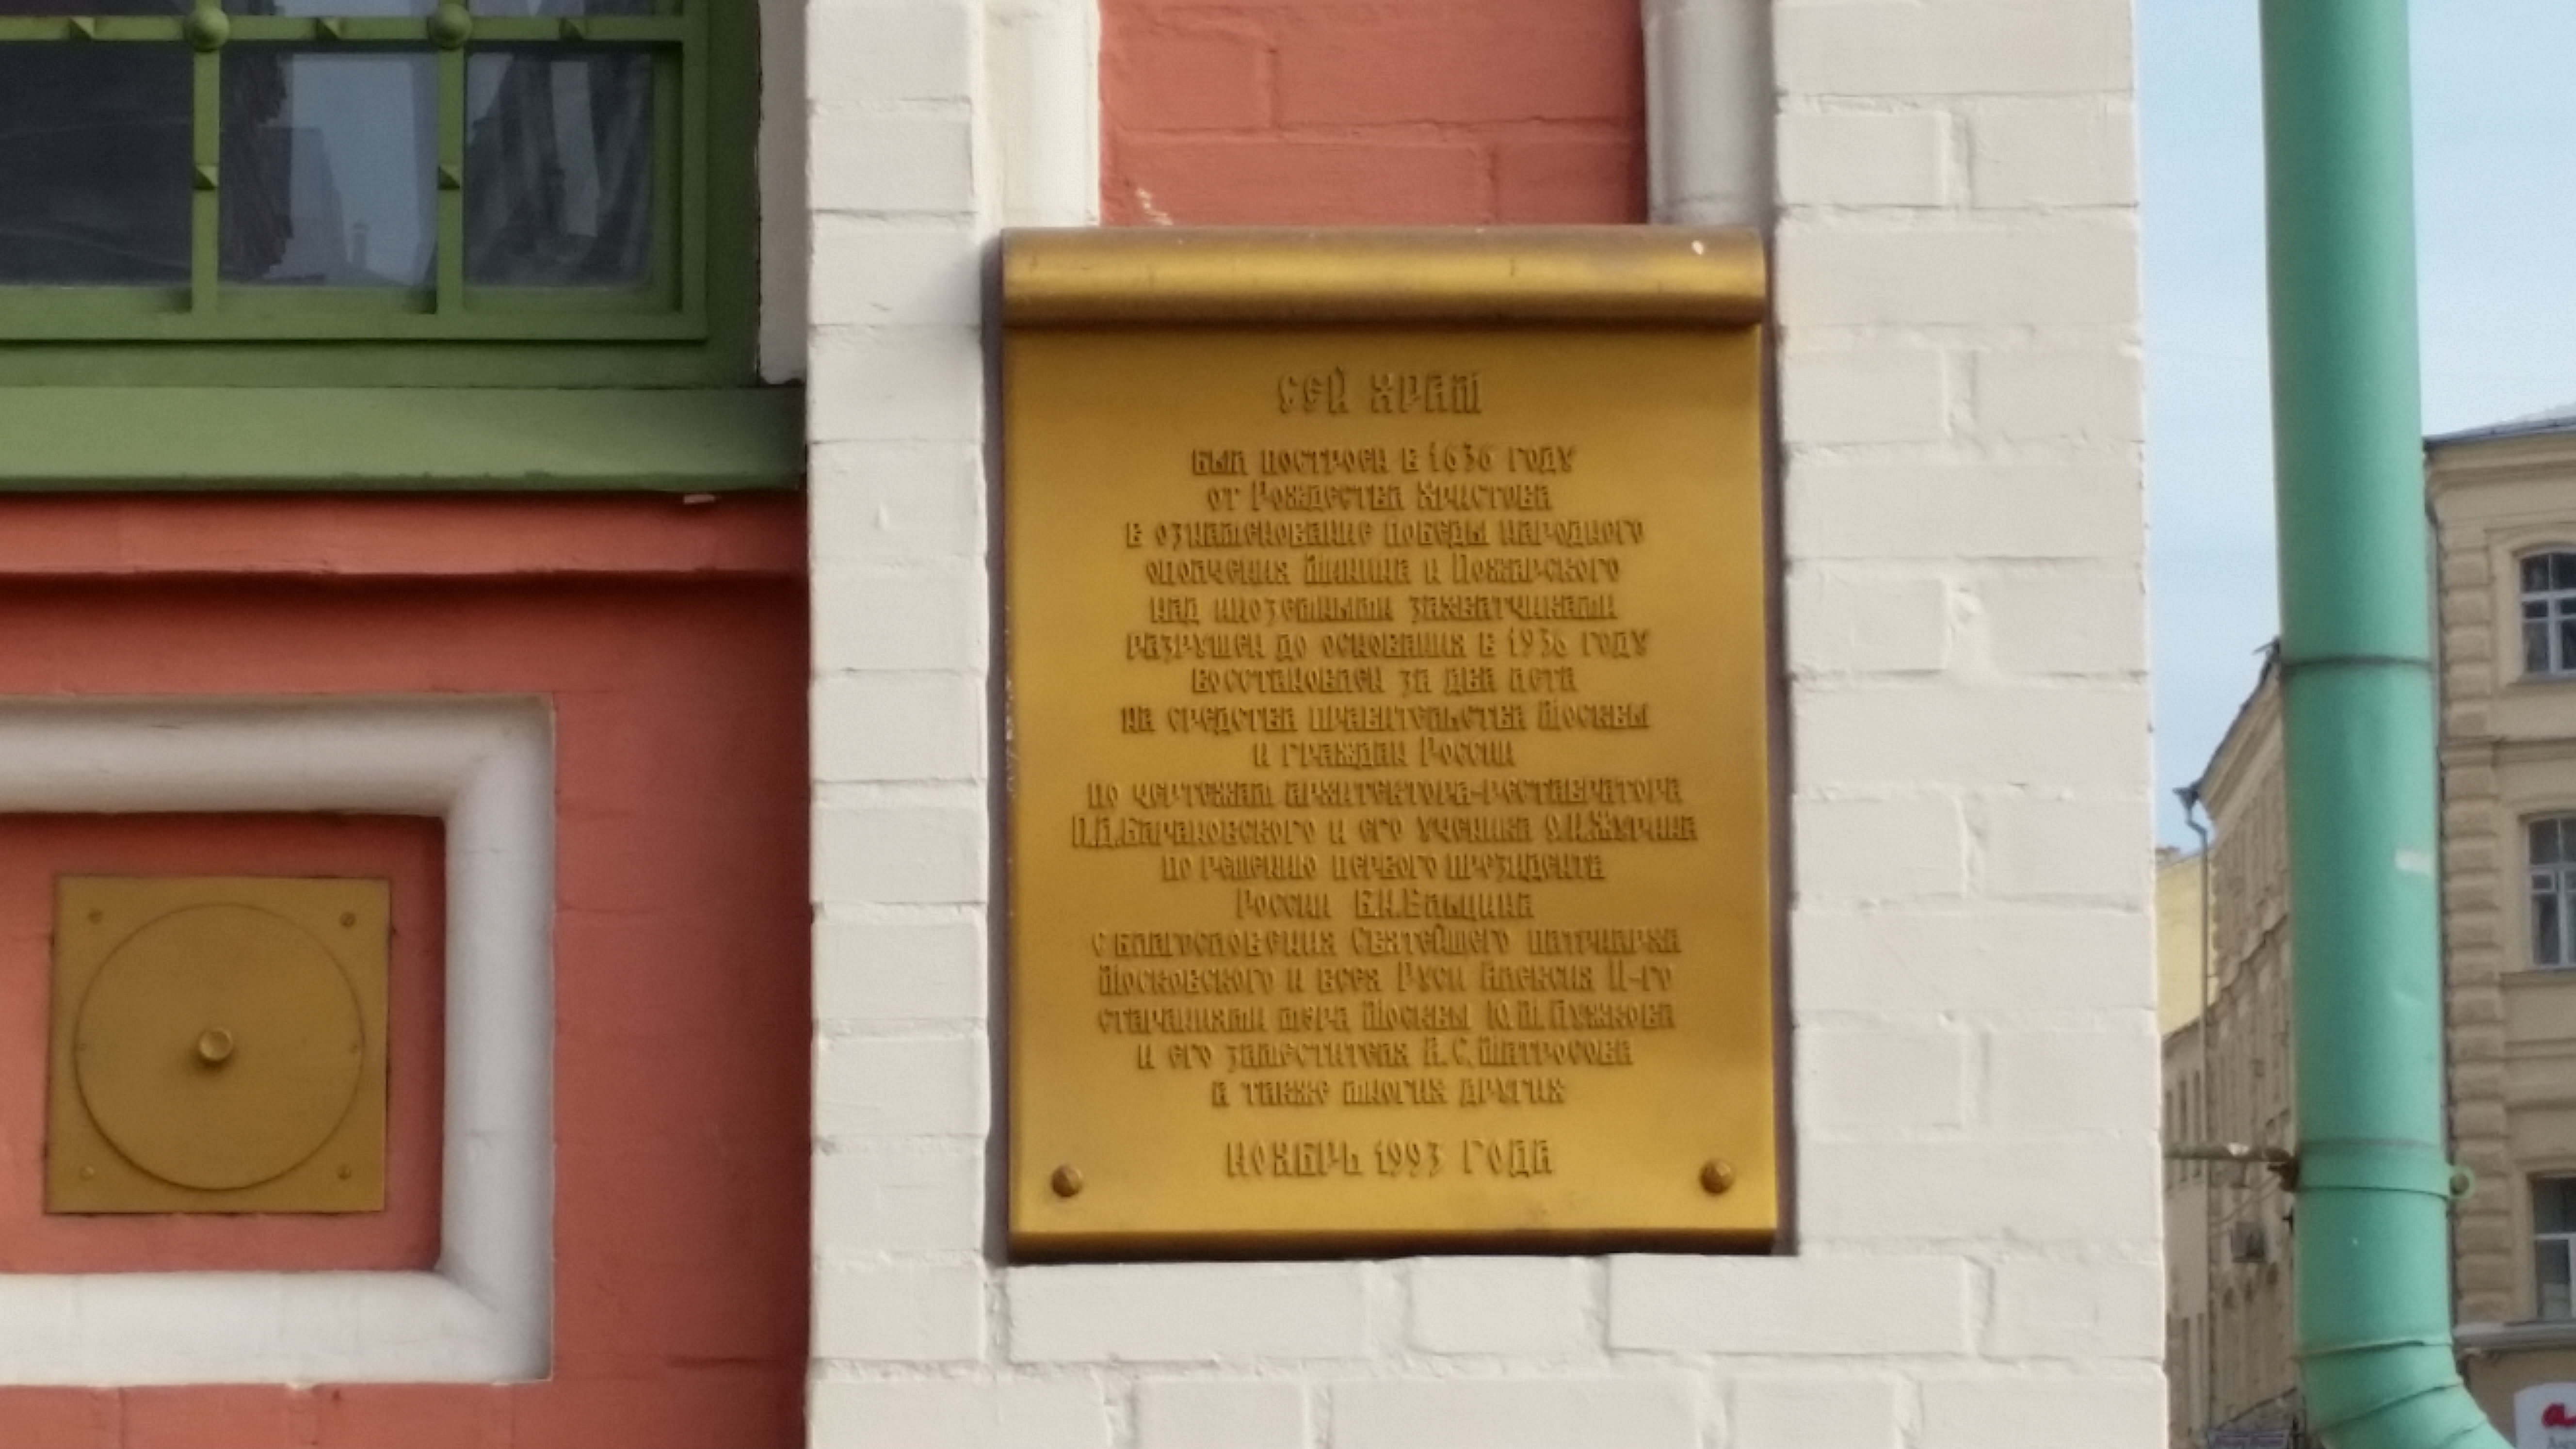 СЕЙ ХРАМ
был построен в 1636 году
от Рождества Христова
в ознаменование победы народного
ополчения Минина и Пожарского
над иноземными захватчиками
разрушен до основания в 1936 году
восстановлен за два лета
на средства правительства Москвы
и граждан России
по чертежам архитектора-реставратора
П.Д.Барановского и его ученика О.И.Журина
по решению первого президента
России Б.Н.Ельцина
с благословения Святейшего патриарха
Московского и всея Руси Алексия II-го
стараниями мэра Москвы Ю.М.Лужкова
и его заместителя А.С.Матросова
а также многих других
НОЯБРЬ 1993 ГОДА